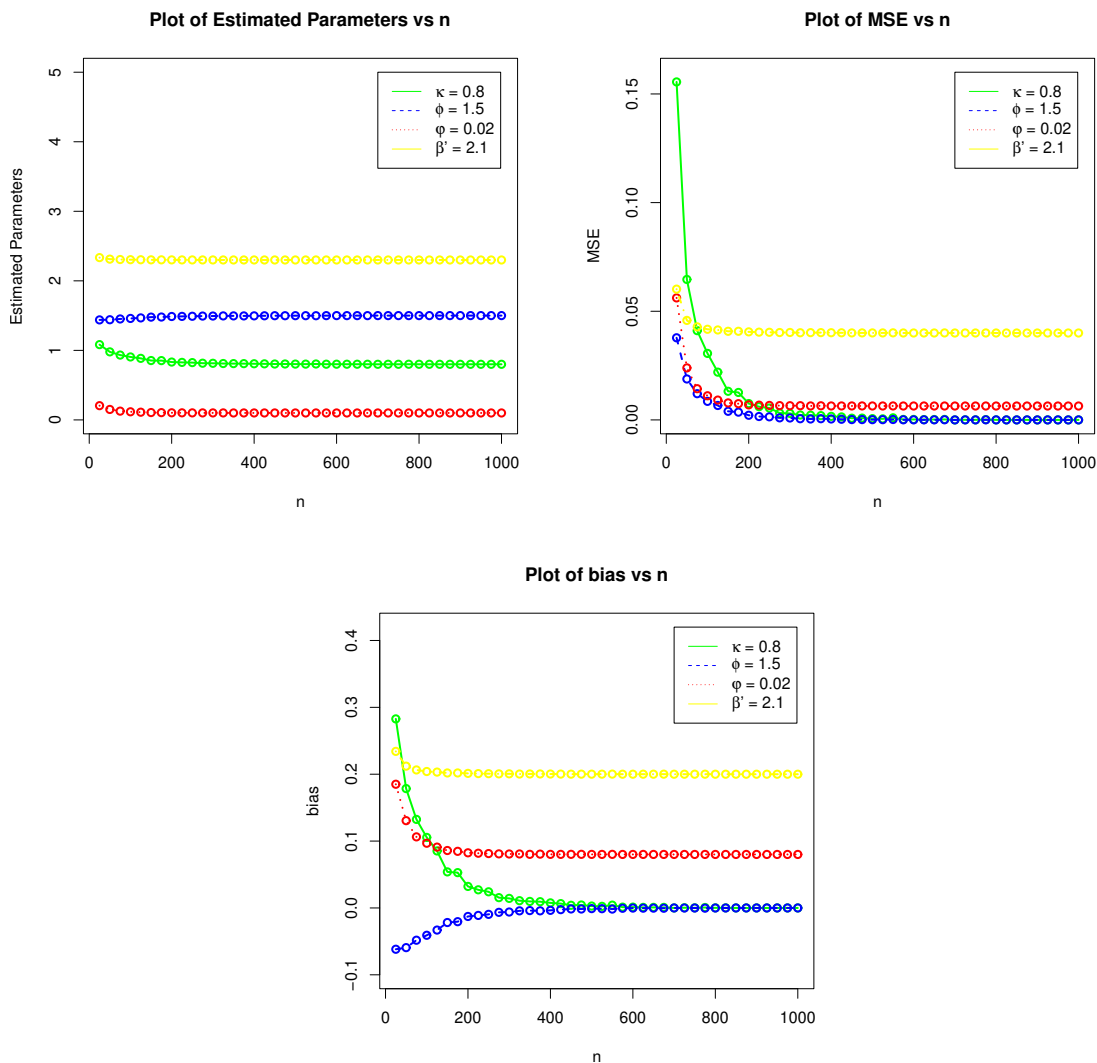 Plot of Estimated Parameters vs n
Estimated Parameters
5
4
3
2
1
0
κ = 0.8
ϕ = 1.5
φ = 0.02
β' = 2.1
0 200 400 600 800 1000
n
Plot of MSE vs n
MSE
0.15
0.10
0.05
0.00
κ = 0.8
ϕ = 1.5
φ = 0.02
β' = 2.1
0 200 400 600 800 1000
n
Plot of bias vs n
bias
0.4
0.3
0.2
0.1
0.0
−0.1
κ = 0.8
ϕ = 1.5
φ = 0.02
β' = 2.1
0 200 400 600 800 1000
n